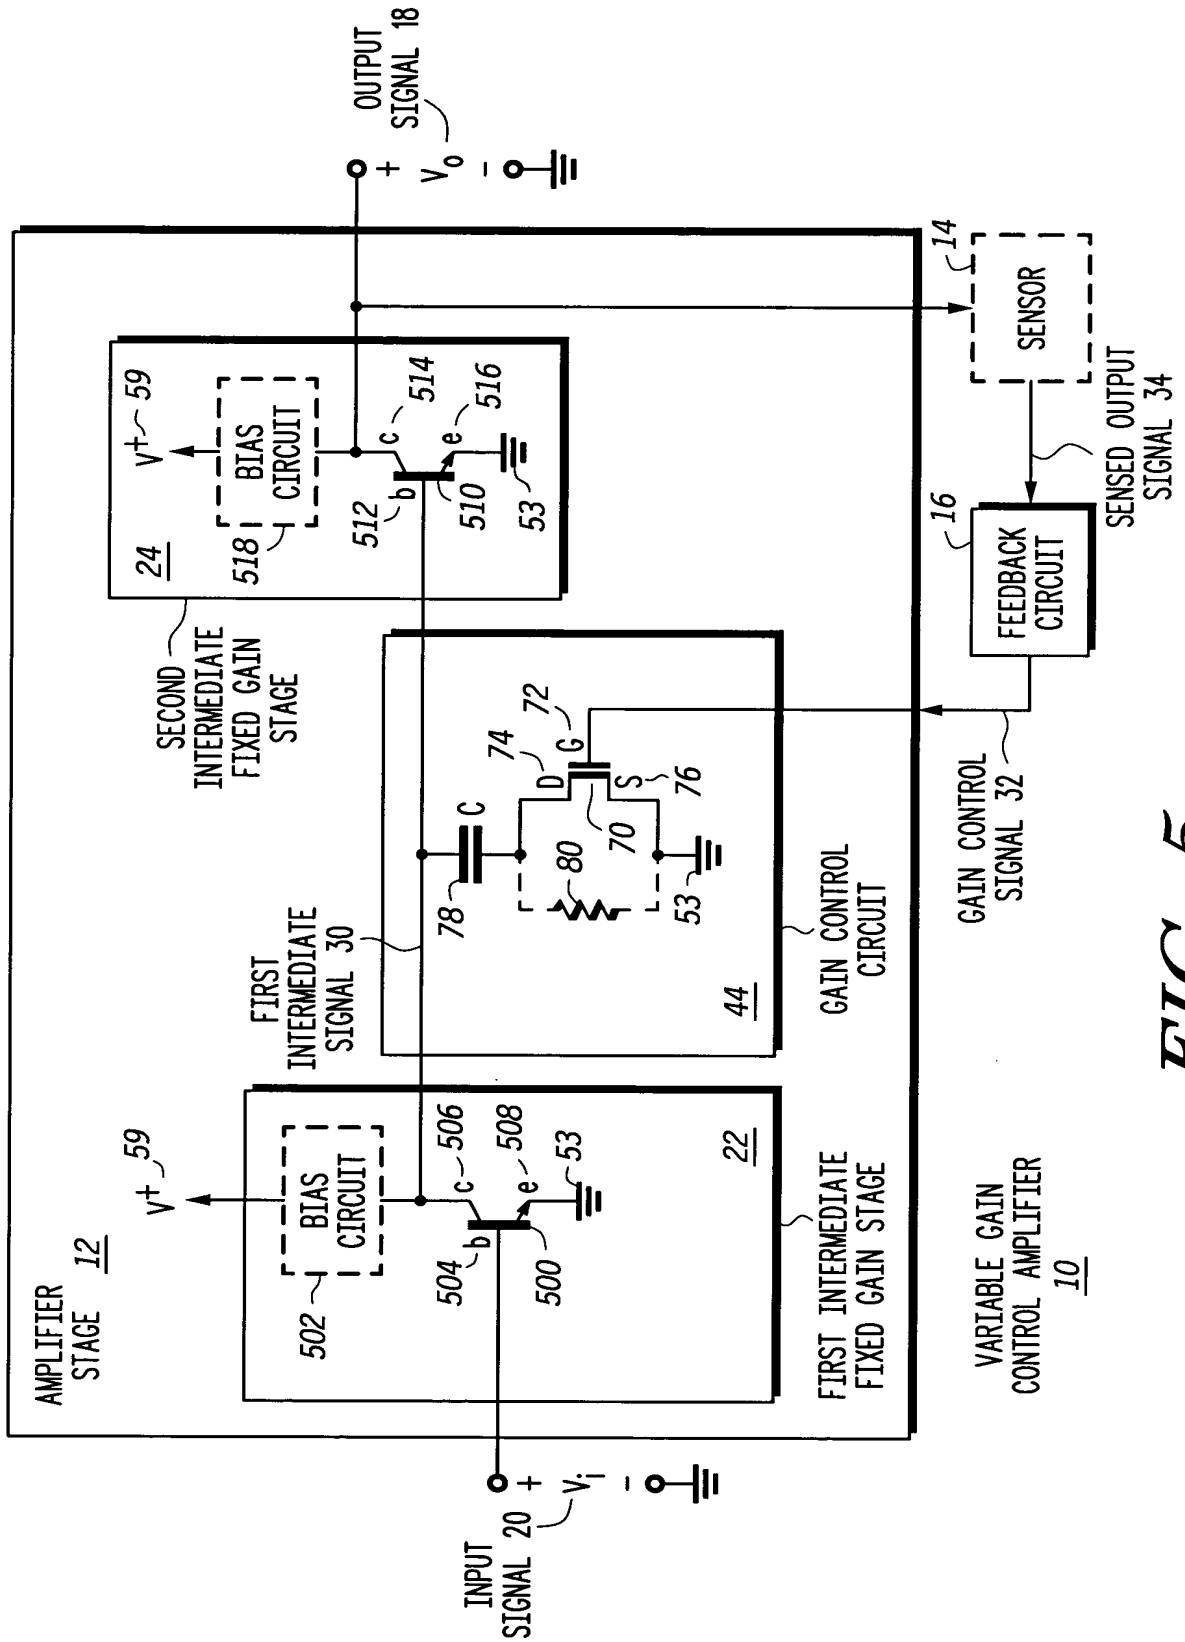 AMPLIFIER
STAGE 12
V+ 59
BIAS
CIRCUIT
502
504
b
c
506
e
508
500
53
22
FIRST INTERMEDIATE
FIXED GAIN STAGE
INPUT
SIGNAL 20
+
Vi
-
FIRST
INTERMEDIATE
SIGNAL 30
78
C
80
D
74
G
72
S
76
70
53
44
GAIN CONTROL
CIRCUIT
SECOND
INTERMEDIATE
FIXED GAIN
STAGE
24
V+ 59
BIAS
CIRCUIT
518
512
b
c
514
e
516
510
53
OUTPUT
SIGNAL 18
+
Vo
-
14
SENSOR
SENSED OUTPUT
SIGNAL 34
16
FEEDBACK
CIRCUIT
GAIN CONTROL
SIGNAL 32
VARIABLE GAIN
CONTROL AMPLIFIER
10
FIG. 5